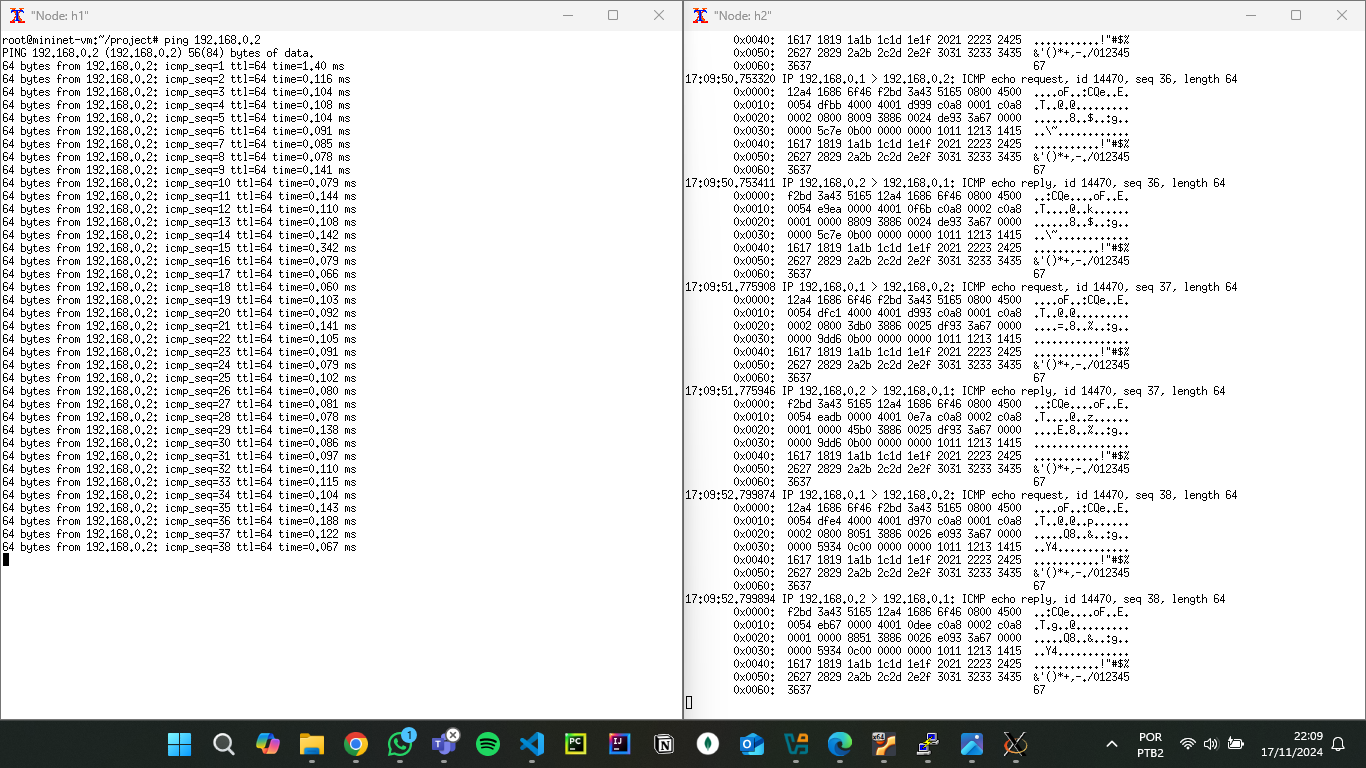 "Node: h1"
root@mininet-vm:~/project# ping 192.168.0.2
PING 192.168.0.2 (192.168.0.2) 56(84) bytes of data.
64 bytes from 192.168.0.2: icmp_seq=1 ttl=64 time=1.40 ms
64 bytes from 192.168.0.2: icmp_seq=2 ttl=64 time=0.116 ms
64 bytes from 192.168.0.2: icmp_seq=3 ttl=64 time=0.104 ms
64 bytes from 192.168.0.2: icmp_seq=4 ttl=64 time=0.108 ms
64 bytes from 192.168.0.2: icmp_seq=5 ttl=64 time=0.104 ms
64 bytes from 192.168.0.2: icmp_seq=6 ttl=64 time=0.091 ms
64 bytes from 192.168.0.2: icmp_seq=7 ttl=64 time=0.085 ms
64 bytes from 192.168.0.2: icmp_seq=8 ttl=64 time=0.078 ms
64 bytes from 192.168.0.2: icmp_seq=9 ttl=64 time=0.141 ms
64 bytes from 192.168.0.2: icmp_seq=10 ttl=64 time=0.079 ms
64 bytes from 192.168.0.2: icmp_seq=11 ttl=64 time=0.144 ms
64 bytes from 192.168.0.2: icmp_seq=12 ttl=64 time=0.110 ms
64 bytes from 192.168.0.2: icmp_seq=13 ttl=64 time=0.108 ms
64 bytes from 192.168.0.2: icmp_seq=14 ttl=64 time=0.142 ms
64 bytes from 192.168.0.2: icmp_seq=15 ttl=64 time=0.342 ms
64 bytes from 192.168.0.2: icmp_seq=16 ttl=64 time=0.079 ms
64 bytes from 192.168.0.2: icmp_seq=17 ttl=64 time=0.066 ms
64 bytes from 192.168.0.2: icmp_seq=18 ttl=64 time=0.060 ms
64 bytes from 192.168.0.2: icmp_seq=19 ttl=64 time=0.103 ms
64 bytes from 192.168.0.2: icmp_seq=20 ttl=64 time=0.092 ms
64 bytes from 192.168.0.2: icmp_seq=21 ttl=64 time=0.141 ms
64 bytes from 192.168.0.2: icmp_seq=22 ttl=64 time=0.105 ms
64 bytes from 192.168.0.2: icmp_seq=23 ttl=64 time=0.091 ms
64 bytes from 192.168.0.2: icmp_seq=24 ttl=64 time=0.079 ms
64 bytes from 192.168.0.2: icmp_seq=25 ttl=64 time=0.102 ms
64 bytes from 192.168.0.2: icmp_seq=26 ttl=64 time=0.080 ms
64 bytes from 192.168.0.2: icmp_seq=27 ttl=64 time=0.081 ms
64 bytes from 192.168.0.2: icmp_seq=28 ttl=64 time=0.078 ms
64 bytes from 192.168.0.2: icmp_seq=29 ttl=64 time=0.138 ms
64 bytes from 192.168.0.2: icmp_seq=30 ttl=64 time=0.086 ms
64 bytes from 192.168.0.2: icmp_seq=31 ttl=64 time=0.097 ms
64 bytes from 192.168.0.2: icmp_seq=32 ttl=64 time=0.110 ms
64 bytes from 192.168.0.2: icmp_seq=33 ttl=64 time=0.115 ms
64 bytes from 192.168.0.2: icmp_seq=34 ttl=64 time=0.104 ms
64 bytes from 192.168.0.2: icmp_seq=35 ttl=64 time=0.143 ms
64 bytes from 192.168.0.2: icmp_seq=36 ttl=64 time=0.188 ms
64 bytes from 192.168.0.2: icmp_seq=37 ttl=64 time=0.122 ms
64 bytes from 192.168.0.2: icmp_seq=38 ttl=64 time=0.067 ms
"Node: h2"
0x0040: 1617 1819 1a1b 1c1d 1e1f 2021 2223 2425 ...........!"#$%
0x0050: 2627 2829 2a2b 2c2d 2e2f 3031 3233 3435 &'()*+,-./012345
0x0060: 3637 67
17:09:50.753320 IP 192.168.0.1 > 192.168.0.2: ICMP echo request, id 14470, seq 36, length 64
0x0000: 12a4 1686 6f46 f2bd 3a43 5165 0800 4500 ....oF..:CQe..E.
0x0010: 0054 dfbb 4000 4001 d999 c0a8 0001 c0a8 .T..@.@.........
0x0020: 0002 0800 8009 3886 0024 de93 3a67 0000 ......8..$..:g..
0x0030: 0000 5c7e 0b00 0000 0000 1011 1213 1415 ..\~............
0x0040: 1617 1819 1a1b 1c1d 1e1f 2021 2223 2425 ...........!"#$%
0x0050: 2627 2829 2a2b 2c2d 2e2f 3031 3233 3435 &'()*+,-./012345
0x0060: 3637 67
17:09:50.753411 IP 192.168.0.2 > 192.168.0.1: ICMP echo reply, id 14470, seq 36, length 64
0x0000: f2bd 3a43 5165 12a4 1686 6f46 0800 4500 ..:CQe....oF..E.
0x0010: 0054 e9ea 0000 4001 0f6b c0a8 0002 c0a8 .T....@..k......
0x0020: 0001 0000 8809 3886 0024 de93 3a67 0000 ......8..$..:g..
0x0030: 0000 5c7e 0b00 0000 0000 1011 1213 1415 ..\~............
0x0040: 1617 1819 1a1b 1c1d 1e1f 2021 2223 2425 ...........!"#$%
0x0050: 2627 2829 2a2b 2c2d 2e2f 3031 3233 3435 &'()*+,-./012345
0x0060: 3637 67
17:09:51.775908 IP 192.168.0.1 > 192.168.0.2: ICMP echo request, id 14470, seq 37, length 64
0x0000: 12a4 1686 6f46 f2bd 3a43 5165 0800 4500 ....oF..:CQe..E.
0x0010: 0054 dfc1 4000 4001 d993 c0a8 0001 c0a8 .T..@.@.........
0x0020: 0002 0800 3db0 3886 0025 df93 3a67 0000 ....=.8..%..:g..
0x0030: 0000 9dd6 0b00 0000 0000 1011 1213 1415 ................
0x0040: 1617 1819 1a1b 1c1d 1e1f 2021 2223 2425 ...........!"#$%
0x0050: 2627 2829 2a2b 2c2d 2e2f 3031 3233 3435 &'()*+,-./012345
0x0060: 3637 67
17:09:51.775946 IP 192.168.0.2 > 192.168.0.1: ICMP echo reply, id 14470, seq 37, length 64
0x0000: f2bd 3a43 5165 12a4 1686 6f46 0800 4500 ..:CQe....oF..E.
0x0010: 0054 eadb 0000 4001 0e7a c0a8 0002 c0a8 .T....@..z......
0x0020: 0001 0000 45b0 3886 0025 df93 3a67 0000 ....E.8..%..:g..
0x0030: 0000 9dd6 0b00 0000 0000 1011 1213 1415 ................
0x0040: 1617 1819 1a1b 1c1d 1e1f 2021 2223 2425 ...........!"#$%
0x0050: 2627 2829 2a2b 2c2d 2e2f 3031 3233 3435 &'()*+,-./012345
0x0060: 3637 67
17:09:52.799874 IP 192.168.0.1 > 192.168.0.2: ICMP echo request, id 14470, seq 38, length 64
0x0000: 12a4 1686 6f46 f2bd 3a43 5165 0800 4500 ....oF..:CQe..E.
0x0010: 0054 dfe4 4000 4001 d970 c0a8 0001 c0a8 .T..@.@..p......
0x0020: 0002 0800 8051 3886 0026 e093 3a67 0000 .....Q8..&..:g..
0x0030: 0000 5934 0c00 0000 0000 1011 1213 1415 ..Y4............
0x0040: 1617 1819 1a1b 1c1d 1e1f 2021 2223 2425 ...........!"#$%
0x0050: 2627 2829 2a2b 2c2d 2e2f 3031 3233 3435 &'()*+,-./012345
0x0060: 3637 67
17:09:52.799894 IP 192.168.0.2 > 192.168.0.1: ICMP echo reply, id 14470, seq 38, length 64
0x0000: f2bd 3a43 5165 12a4 1686 6f46 0800 4500 ..:CQe....oF..E.
0x0010: 0054 eb67 0000 4001 0dee c0a8 0002 c0a8 .T.g..@.........
0x0020: 0001 0000 8851 3886 0026 e093 3a67 0000 .....Q8..&..:g..
0x0030: 0000 5934 0c00 0000 0000 1011 1213 1415 ..Y4............
0x0040: 1617 1819 1a1b 1c1d 1e1f 2021 2223 2425 ...........!"#$%
0x0050: 2627 2829 2a2b 2c2d 2e2f 3031 3233 3435 &'()*+,-./012345
0x0060: 3637 67
1
PC
IJ
x64
POR
PTB2
22:09
17/11/2024